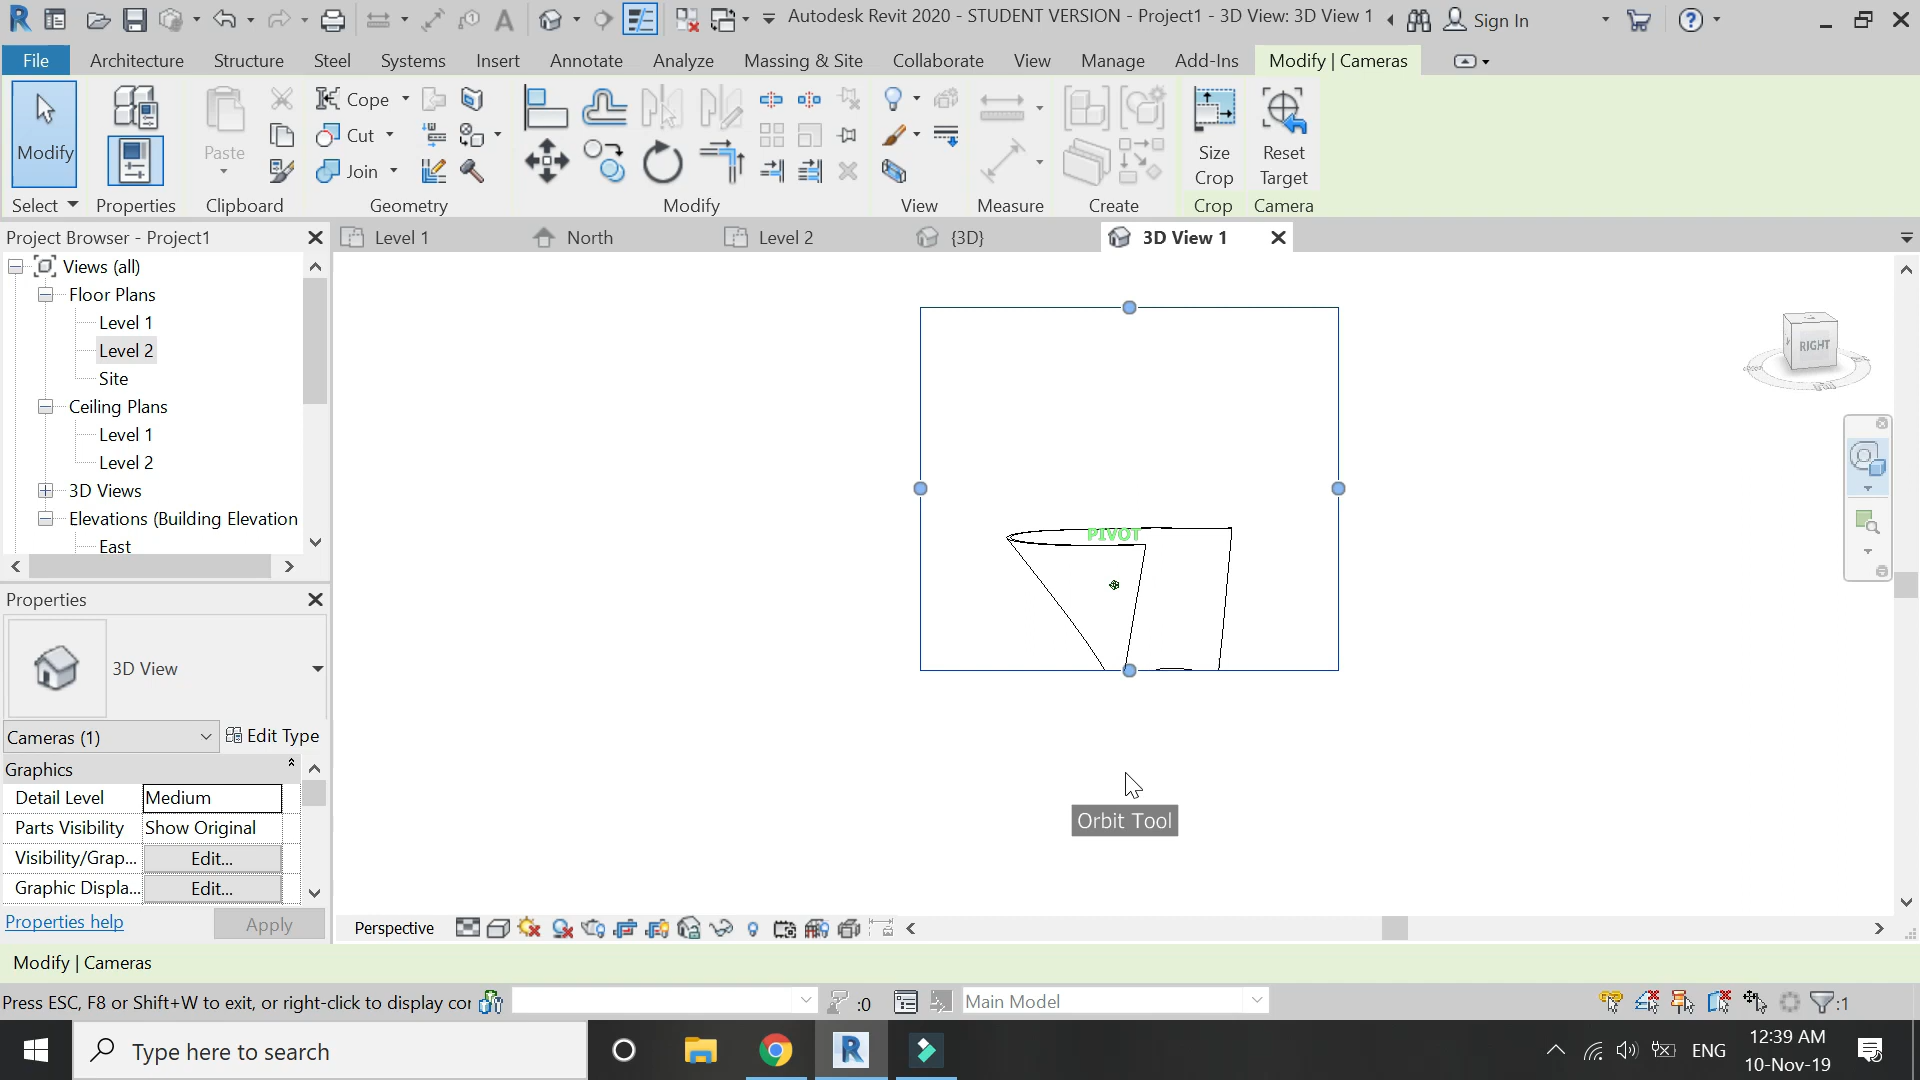 Autodesk Revit 2020 - STUDENT VERSION - Project1 - 3D View: 3D View 1
Sign In
File
Architecture
Structure
Steel
Systems
Insert
Annotate
Analyze
Massing & Site
Collaborate
View
Manage
Add-Ins
Modify | Cameras
Modify
Paste
Cope
Cut
Join
Size
Crop
Reset
Target
Select
Properties
Clipboard
Geometry
Modify
View
Measure
Create
Crop
Camera
Project Browser - Project1
Level 1
North
Level 2
{3D}
3D View 1
Views (all)
Floor Plans
Level 1
Level 2
Site
Ceiling Plans
Level 1
Level 2
3D Views
Elevations (Building Elevation
East
RIGHT
PIVOT
Orbit Tool
Properties
3D View
Cameras (1)
Edit Type
Graphics
Detail Level
Medium
Parts Visibility
Show Original
Visibility/Grap...
Edit...
Graphic Displa...
Edit...
Properties help
Apply
Perspective
Modify | Cameras
Press ESC, F8 or Shift+W to exit, or right-click to display cor
:0
Main Model
:1
Type here to search
ENG
12:39 AM
10-Nov-19